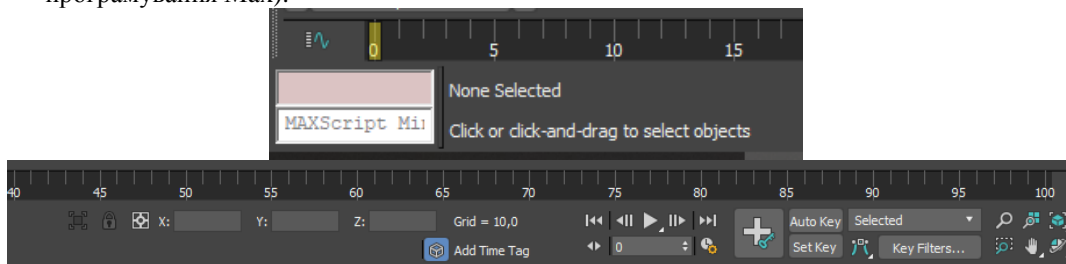 програмування Max).
0 5 10 15
None Selected
MAXScript Mi
Click or click-and-drag to select objects
40 45 50 55 60 65 70 75 80 85 90 95 100
X: Y: Z: Grid = 10,0 Auto Key Selected
Add Time Tag 0 Set Key Key Filters...